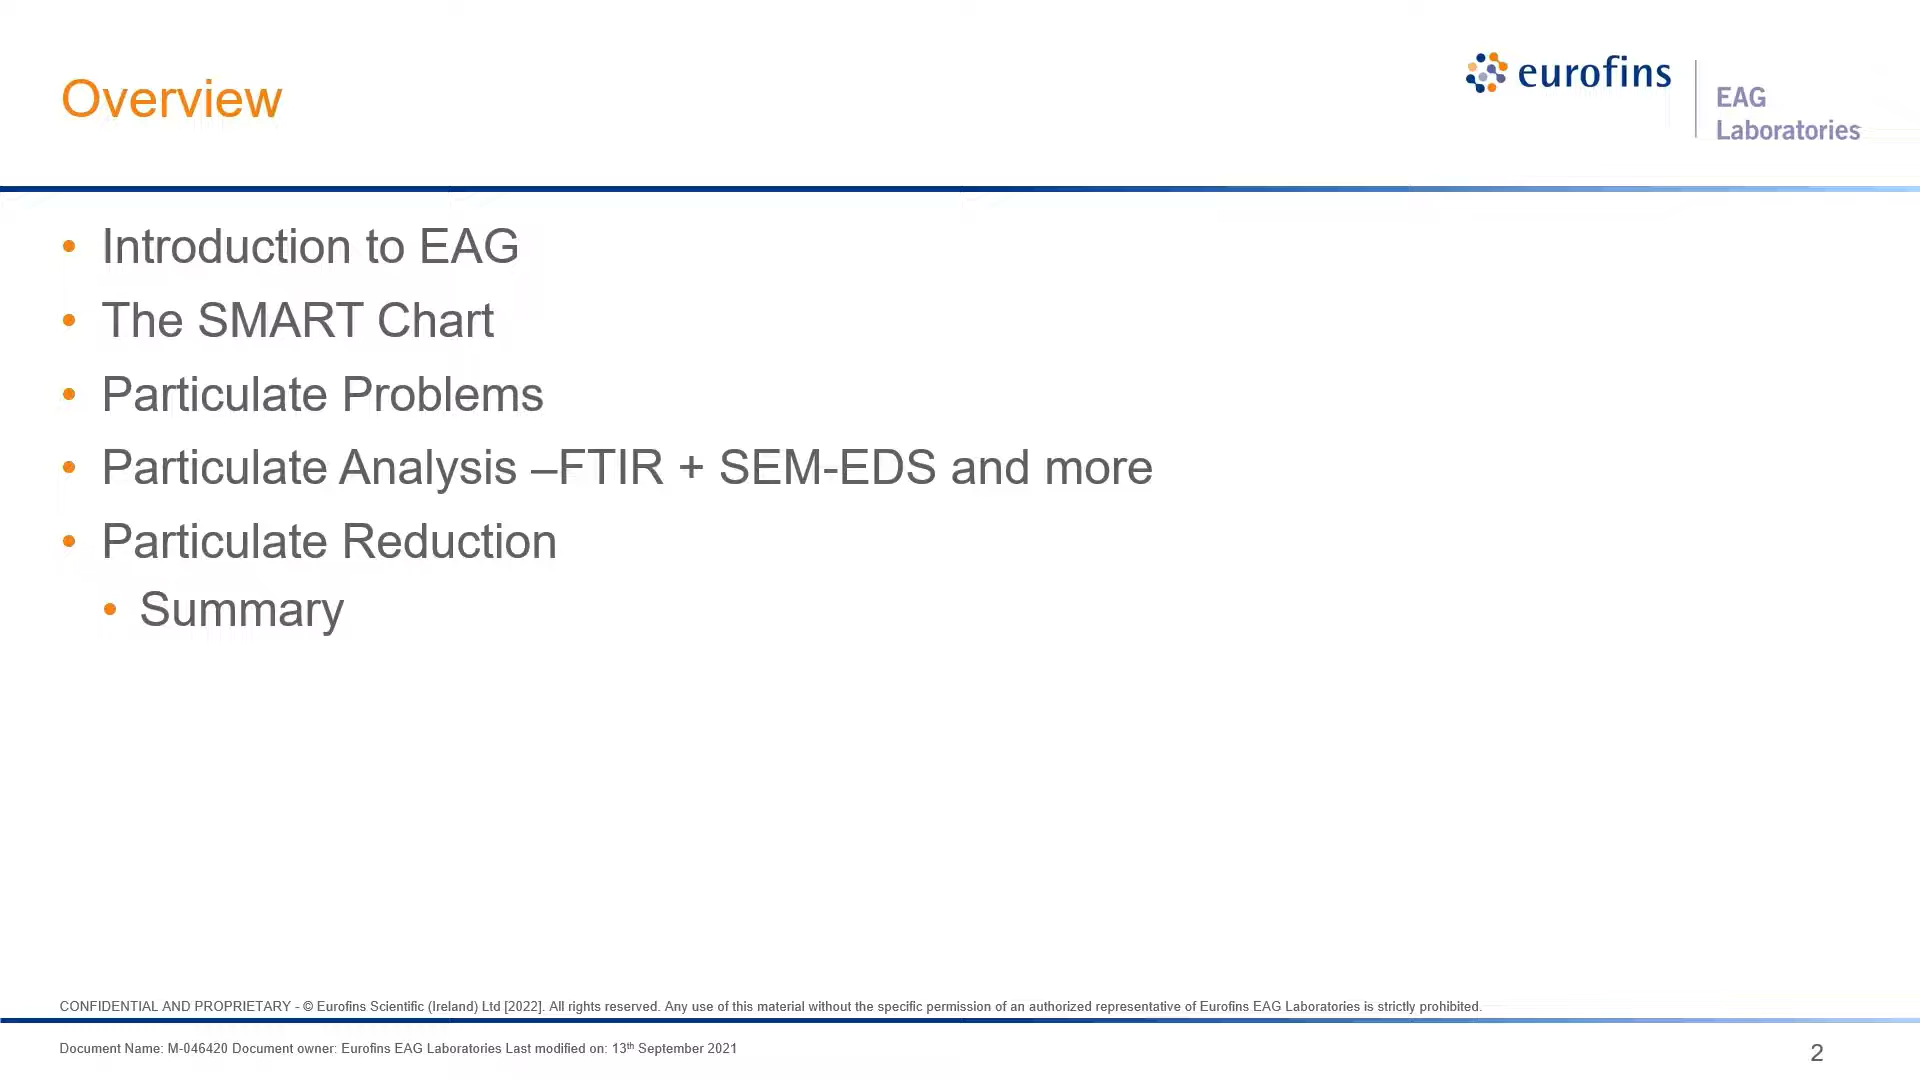 Overview
eurofins
EAG
Laboratories
• Introduction to EAG
• The SMART Chart
• Particulate Problems
• Particulate Analysis –FTIR + SEM-EDS and more
• Particulate Reduction
• Summary
CONFIDENTIAL AND PROPRIETARY - © Eurofins Scientific (Ireland) Ltd [2022]. All rights reserved. Any use of this material without the specific permission of an authorized representative of Eurofins EAG Laboratories is strictly prohibited.
Document Name: M-046420 Document owner: Eurofins EAG Laboratories Last modified on: 13th September 2021
2